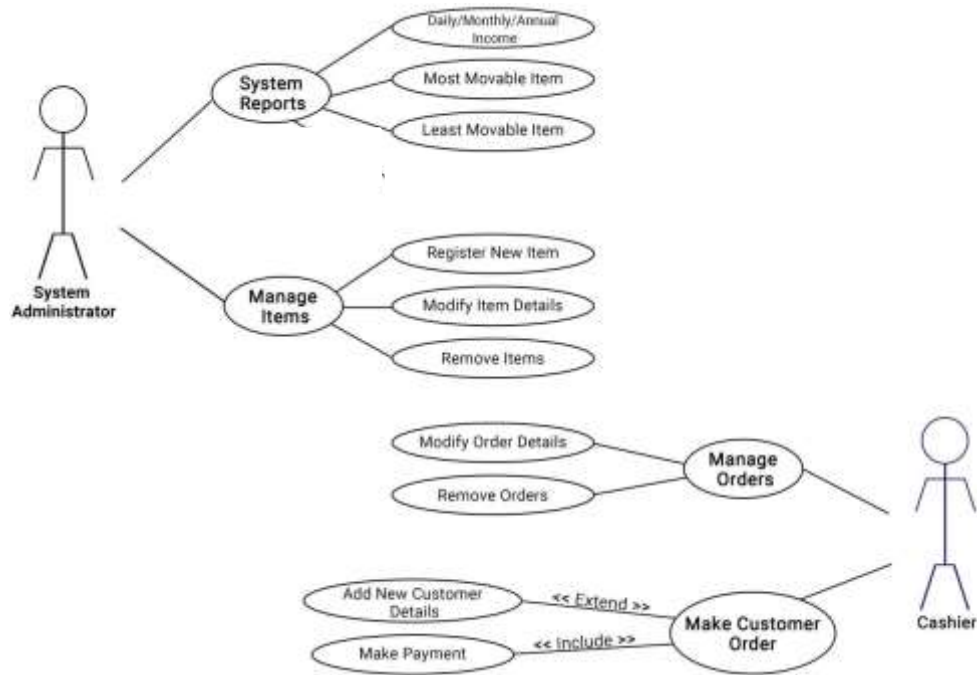 Daily/Monthly/Annual
Income
System
Reports
Most Movable Item
Least Movable Item
System
Administrator
Register New Item
Manage
Items
Modify Item Details
Remove Items
Modify Order Details
Manage
Orders
Remove Orders
Add New Customer
Details
<< Extend >>
Make Customer
Order
Cashier
<< Include >>
Make Payment